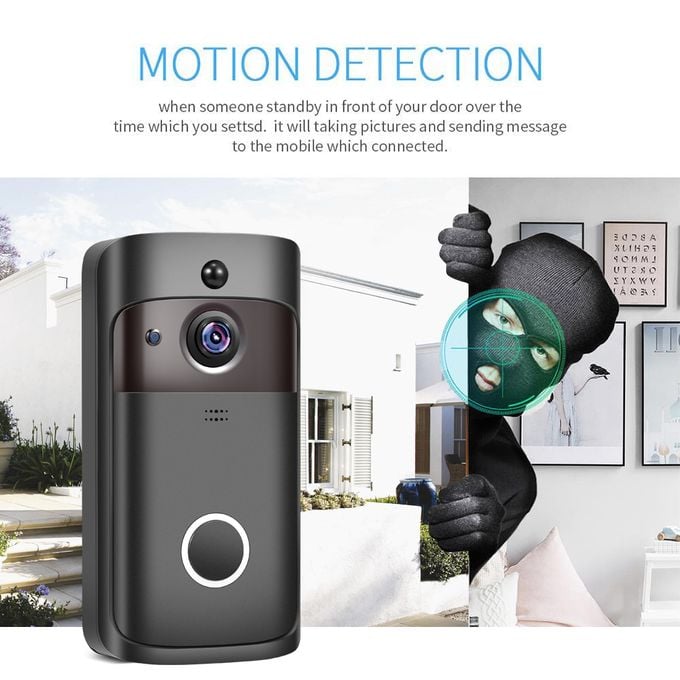 MOTION DETECTION
when someone standby in front of your door over the
time which you settsd. it will taking pictures and sending message
to the mobile which connected.